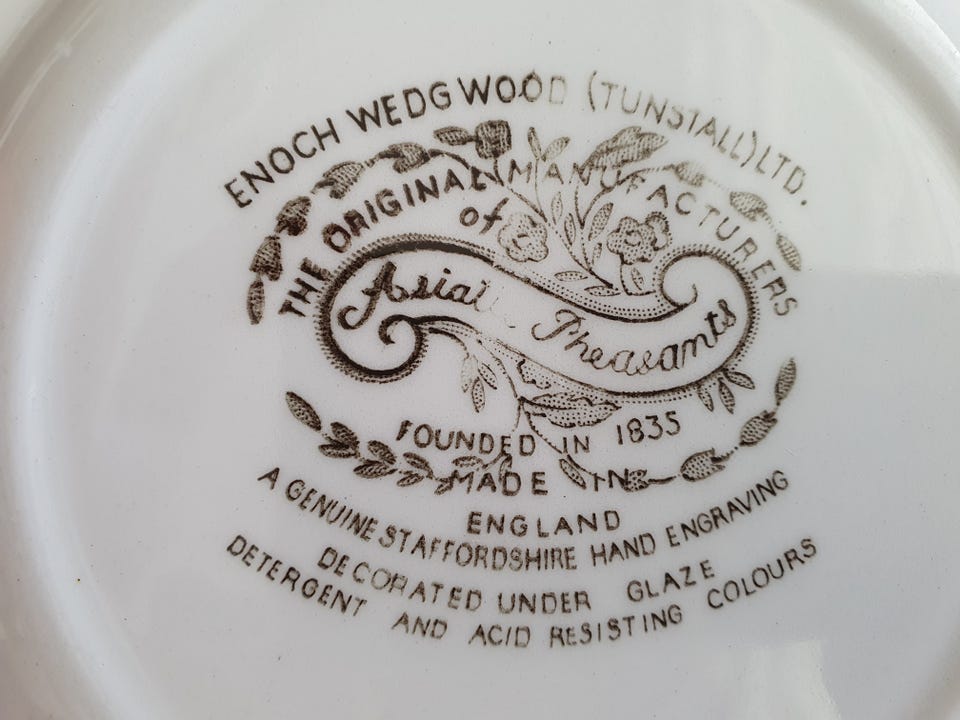 ENOCH WEDGWOOD (TUNSTALL) LTD.
THE ORIGINAL MANUFACTURERS
of
Asiatic Pheasants
FOUNDED IN 1835
MADE IN
ENGLAND
A GENUINE STAFFORDSHIRE HAND ENGRAVING
DECORATED UNDER GLAZE
DETERGENT AND ACID RESISTING COLOURS